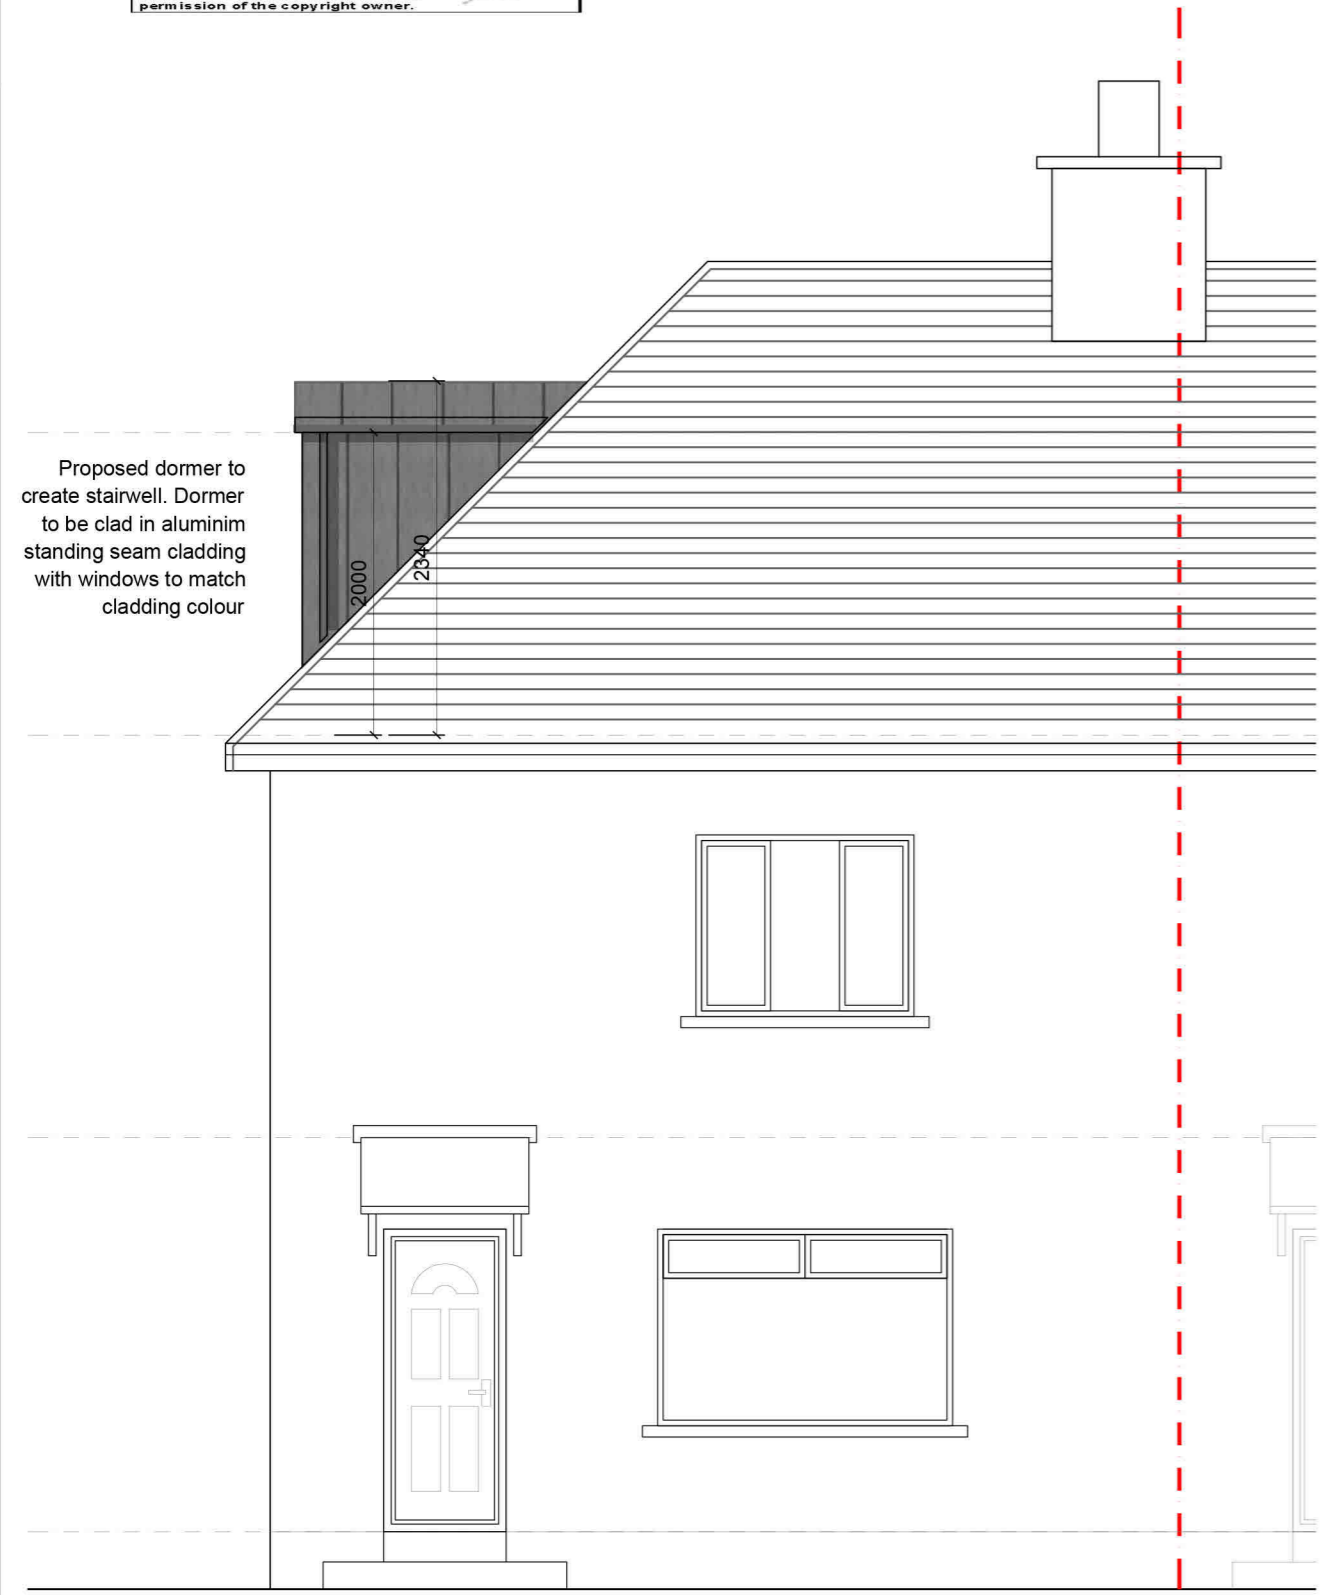 permission of the copyright owner.
Proposed dormer to
create stairwell. Dormer
to be clad in aluminim
standing seam cladding
with windows to match
cladding colour
2000
2340